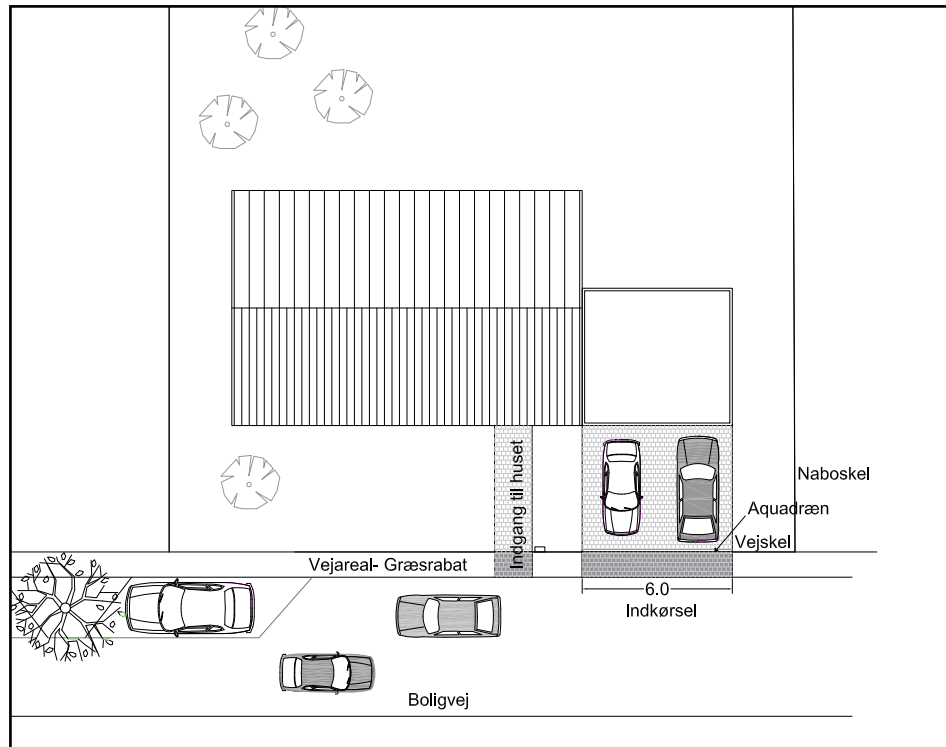 Indgang til huset
Naboskel
Aquadræn
Vejskel
Vejareal- Græsrabat
6.0
Indkørsel
Boligvej